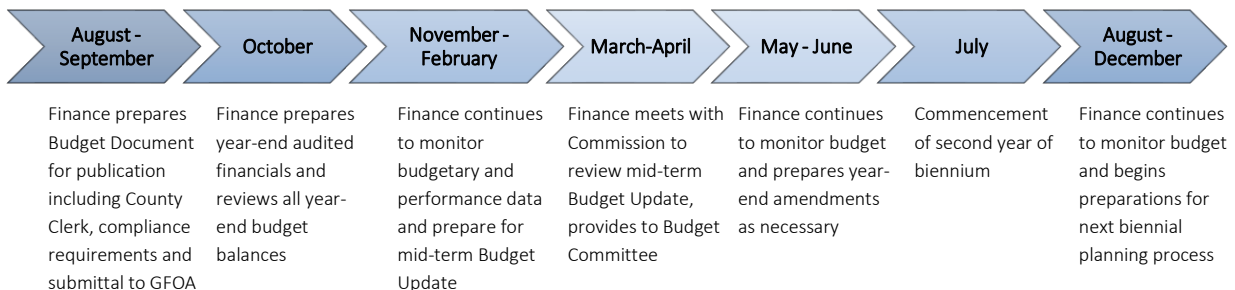 August -
September
October
November -
February
March-April
May - June
July
August -
December
Finance prepares
Budget Document
for publication
including County
Clerk, compliance
requirements and
submittal to GFOA
Finance prepares
year-end audited
financials and
reviews all year-
end budget
balances
Finance continues
to monitor
budgetary and
performance data
and prepare for
mid-term Budget
Update
Finance meets with
Commission to
review mid-term
Budget Update,
provides to Budget
Committee
Finance continues
to monitor budget
and prepares year-
end amendments
as necessary
Commencement
of second year of
biennium
Finance continues
to monitor budget
and begins
preparations for
next biennial
planning process